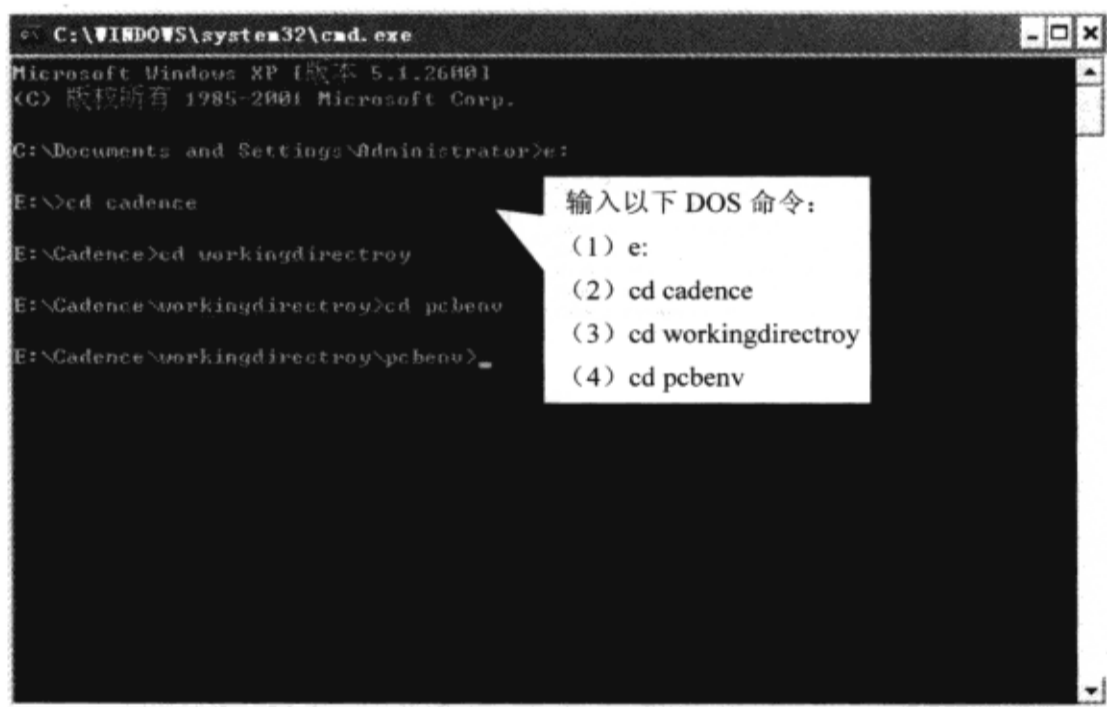 C:\WINDOWS\system32\cmd.exe
Microsoft Windows XP [版本 5.1.2600]
(C) 版权所有 1985-2001 Microsoft Corp.
C:\Documents and Settings\Administrator>e:
E:\>cd cadence
E:\Cadence>cd workingdirectroy
E:\Cadence\workingdirectroy>cd pcbenv
E:\Cadence\workingdirectroy\pcbenv>_
输入以下 DOS 命令：
（1）e:
（2）cd cadence
（3）cd workingdirectroy
（4）cd pcbenv